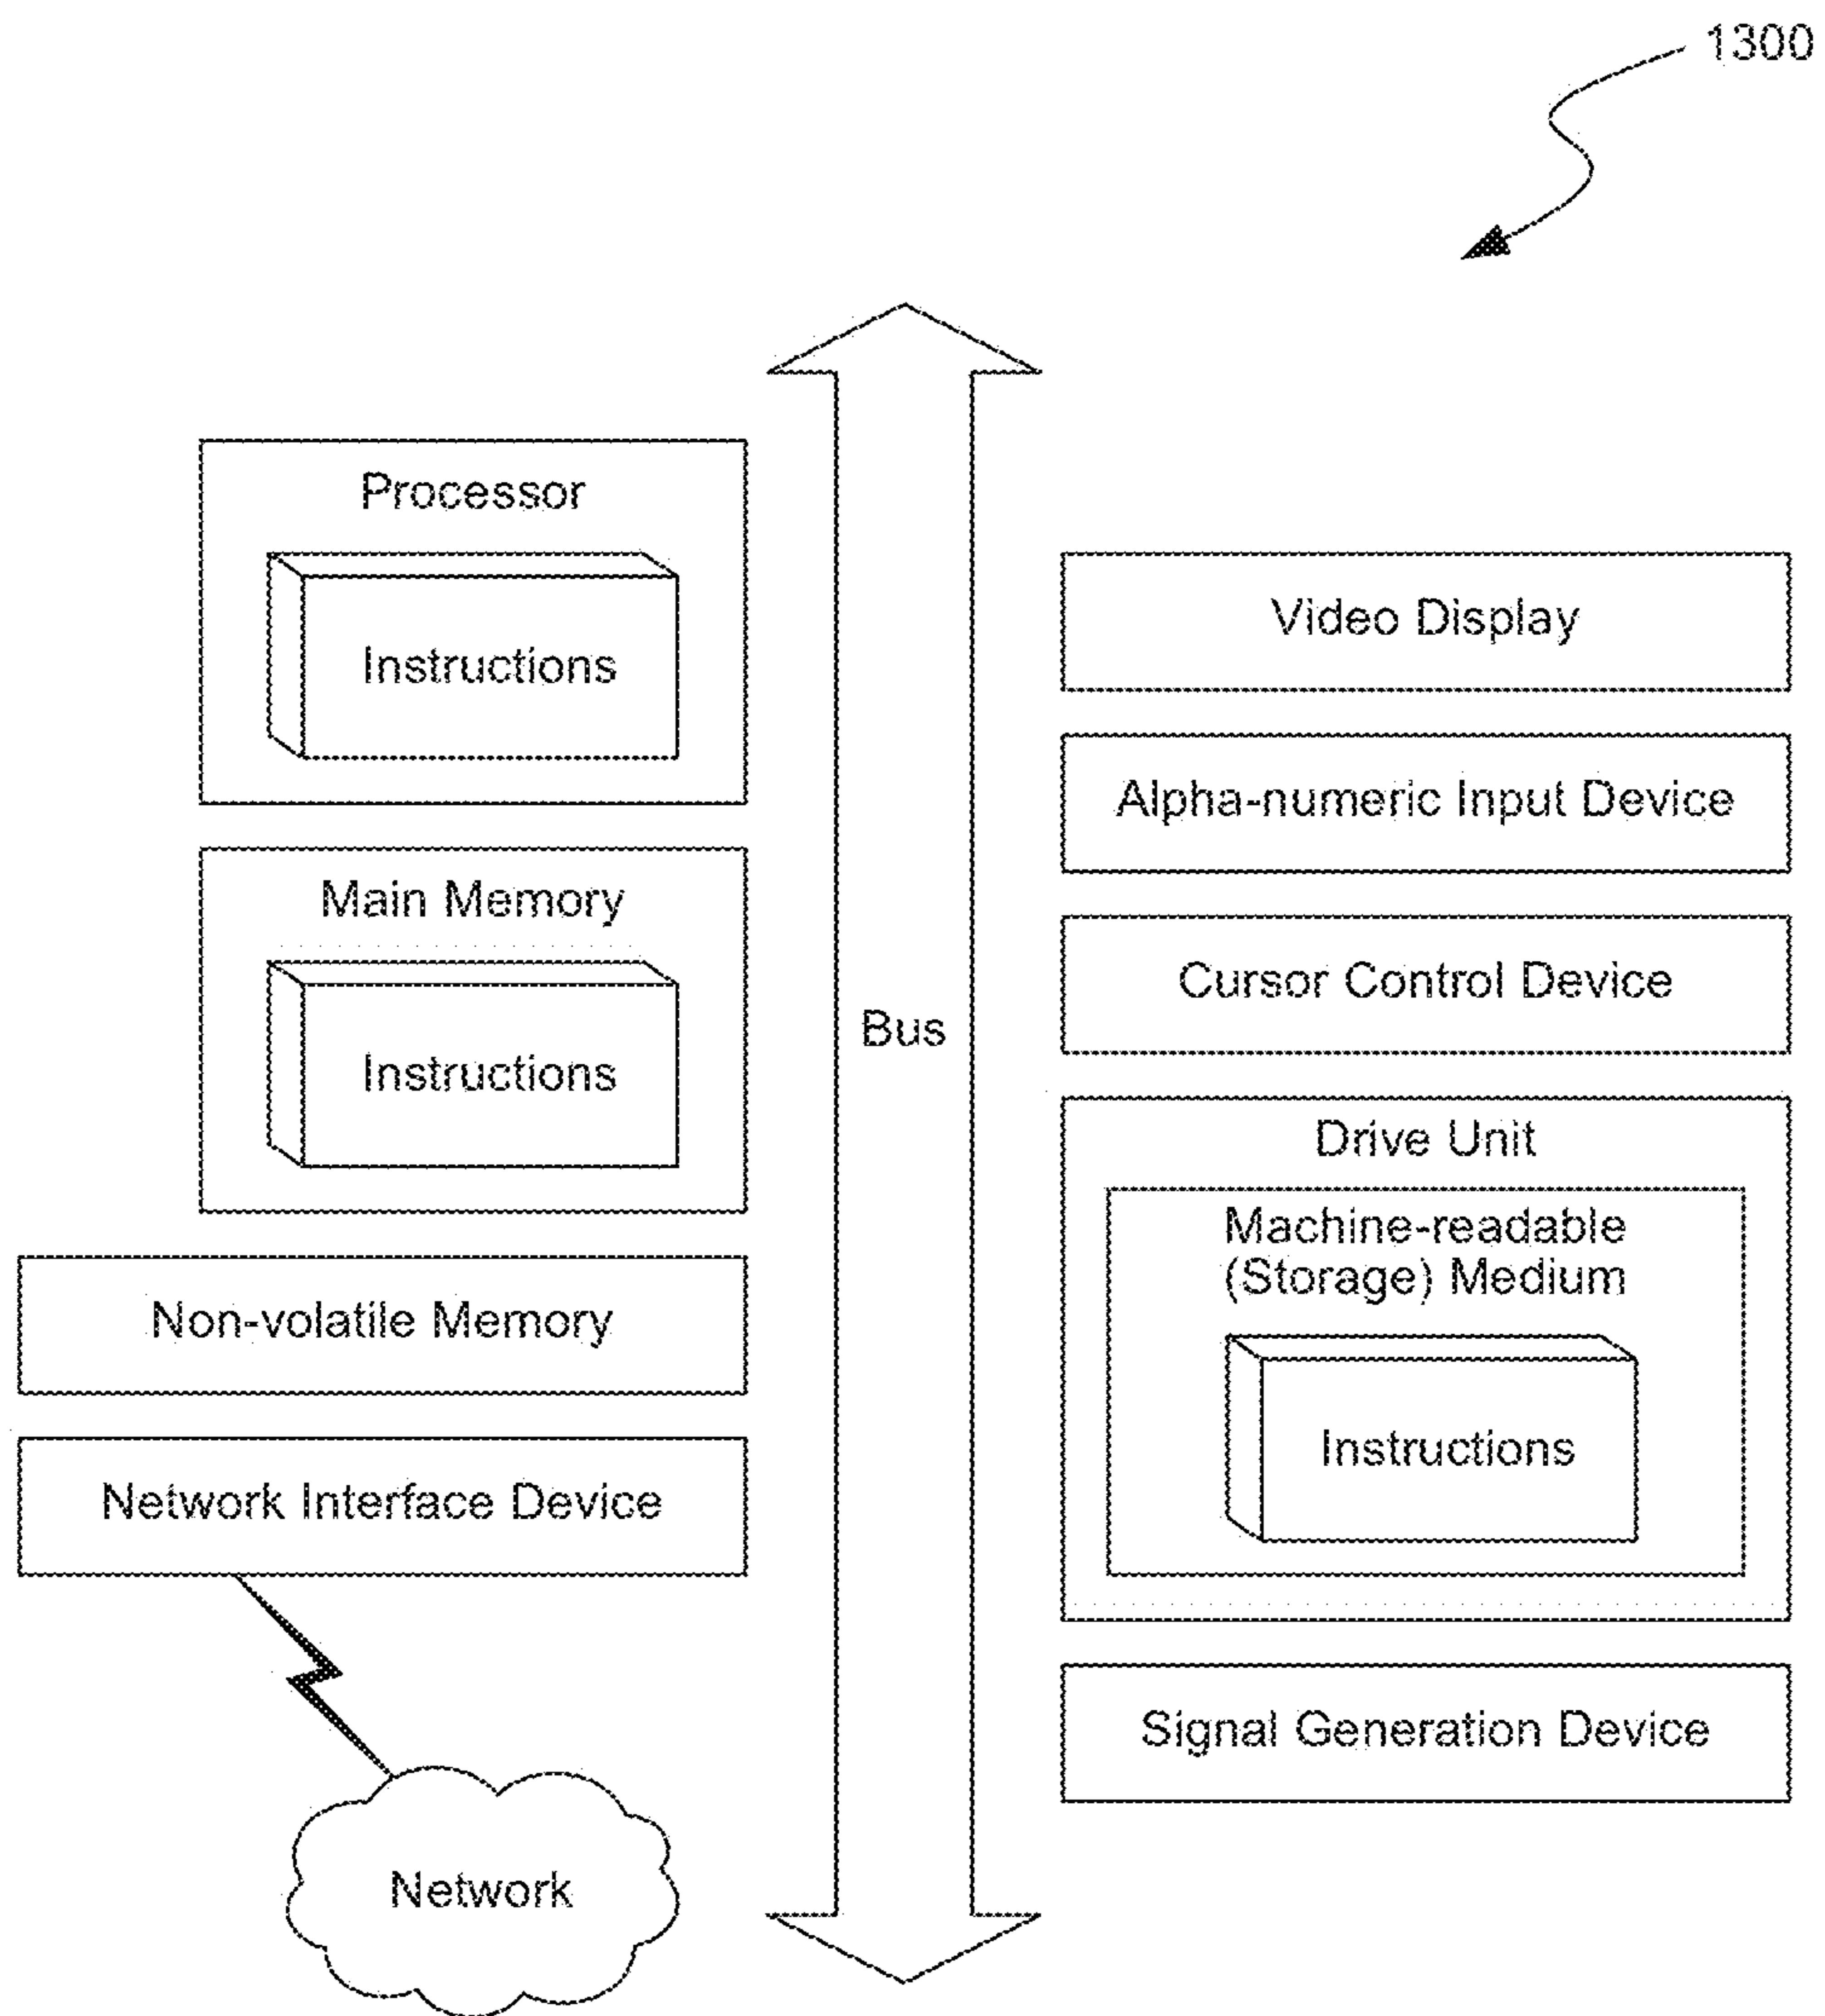 1300
Processor
Instructions
Main Memory
Instructions
Non-volatile Memory
Network Interface Device
Network
Bus
Video Display
Alpha-numeric Input Device
Cursor Control Device
Drive Unit
Machine-readable
(Storage) Medium
Instructions
Signal Generation Device